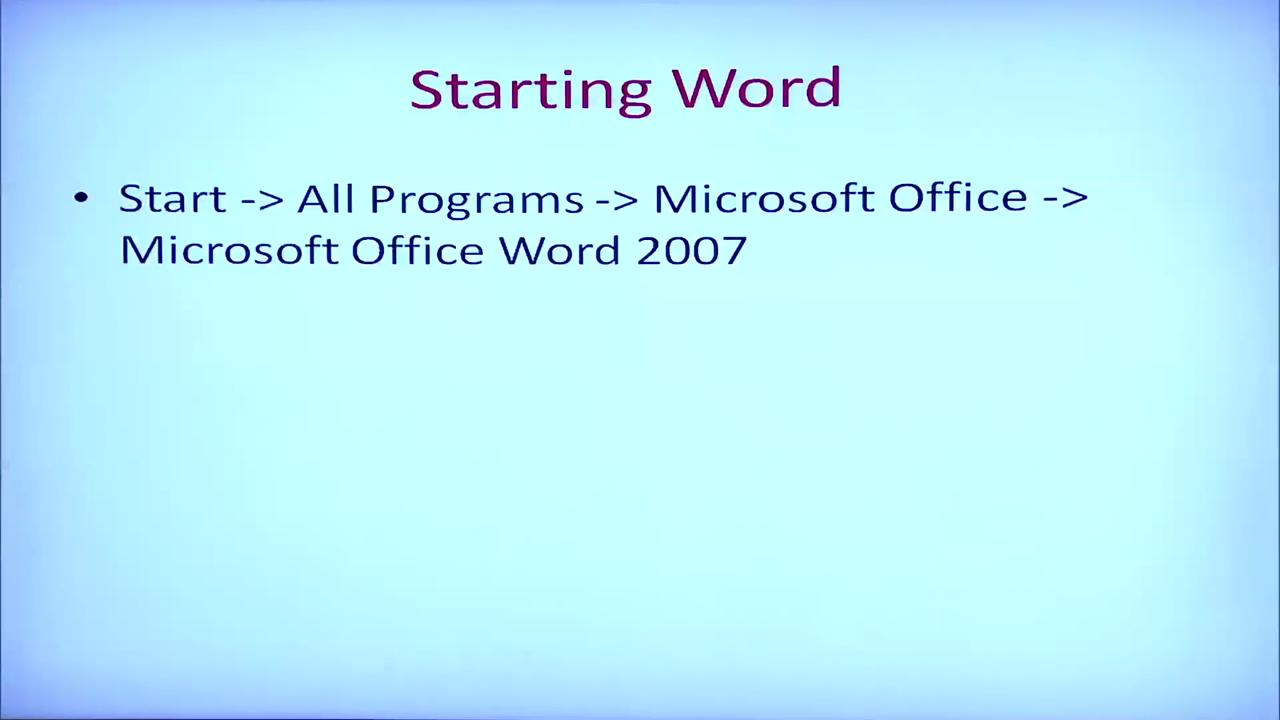 Starting Word
• Start -> All Programs -> Microsoft Office ->
Microsoft Office Word 2007